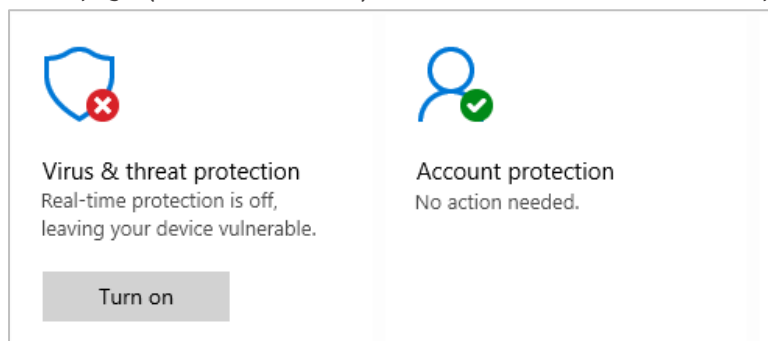 Virus & threat protection
Real-time protection is off,
leaving your device vulnerable.
Turn on
Account protection
No action needed.